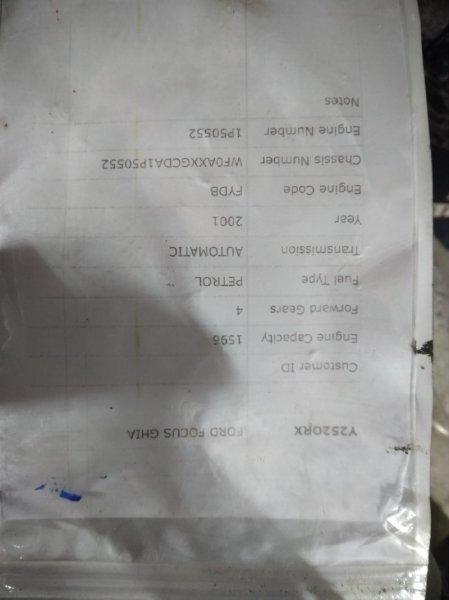 Y252ORX FORD FOCUS GHIA
Customer ID
Engine Capacity 1596
Forward Gears 4
Fuel Type PETROL
Transmission AUTOMATIC
Year 2001
Engine Code FYDB
Chassis Number WF0AXXGCDA1P50552
Engine Number 1P50552
Notes